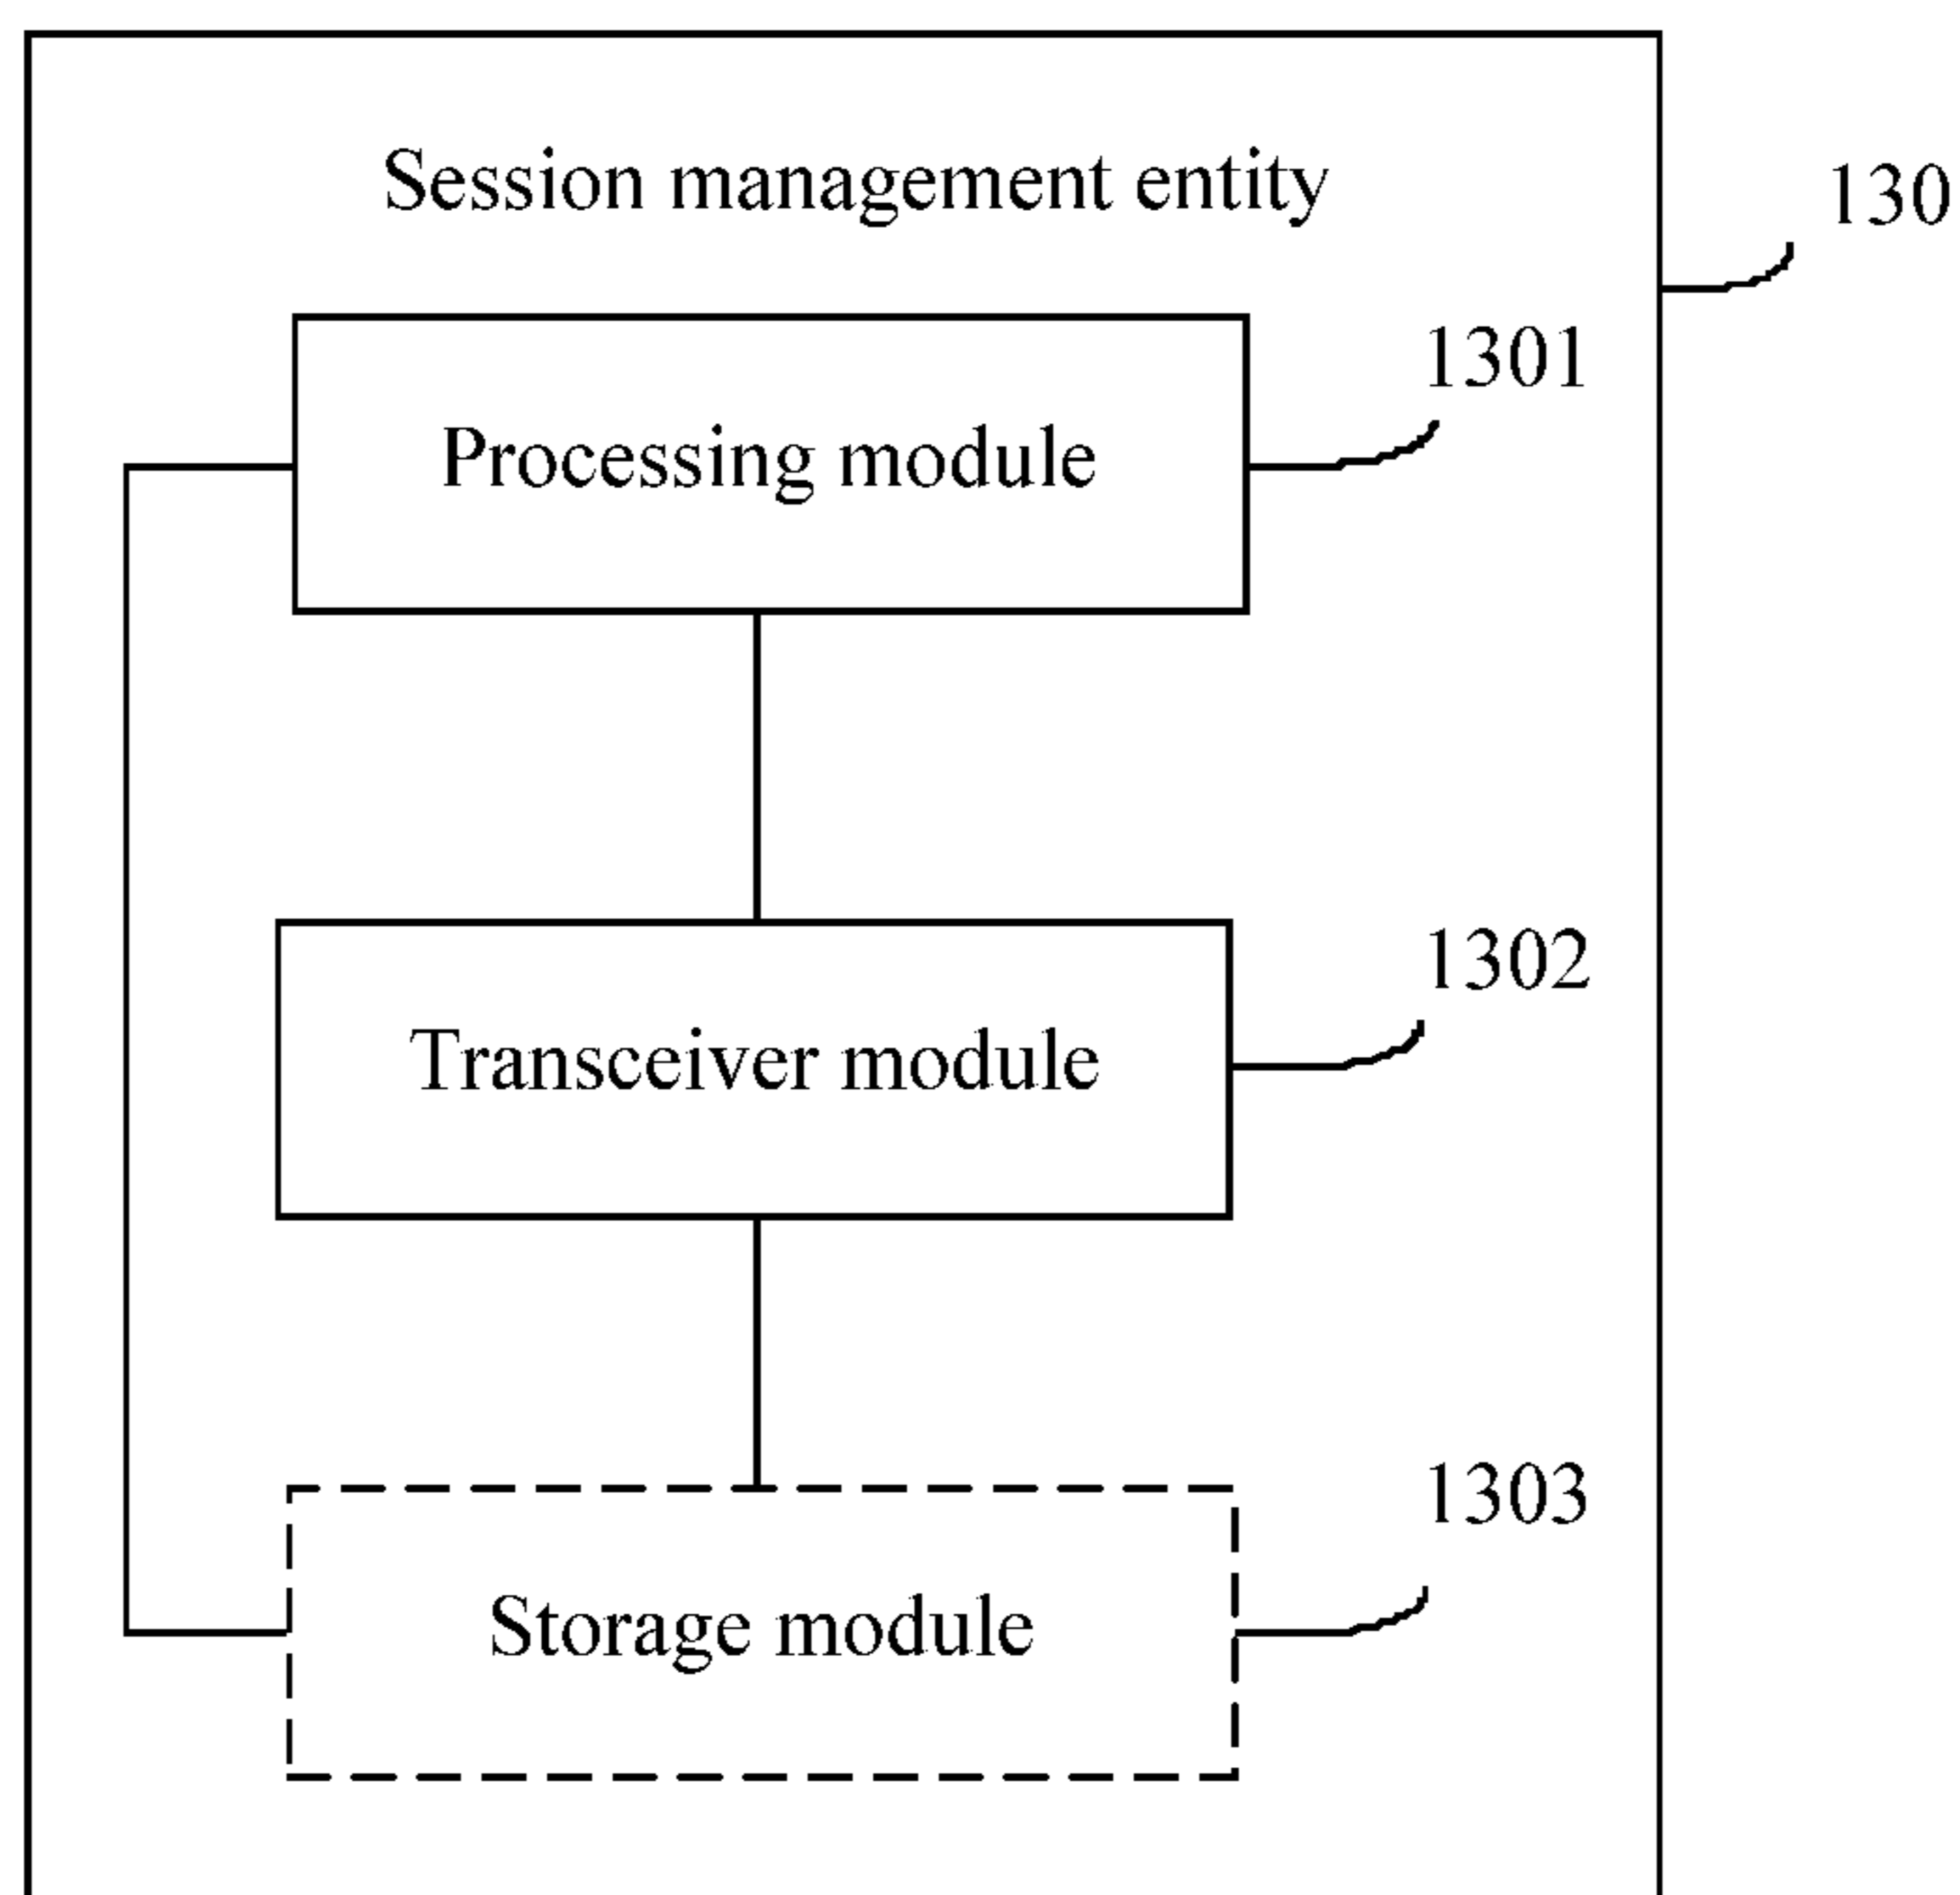 Session management entity
130
1301
Processing module
1302
Transceiver module
1303
Storage module